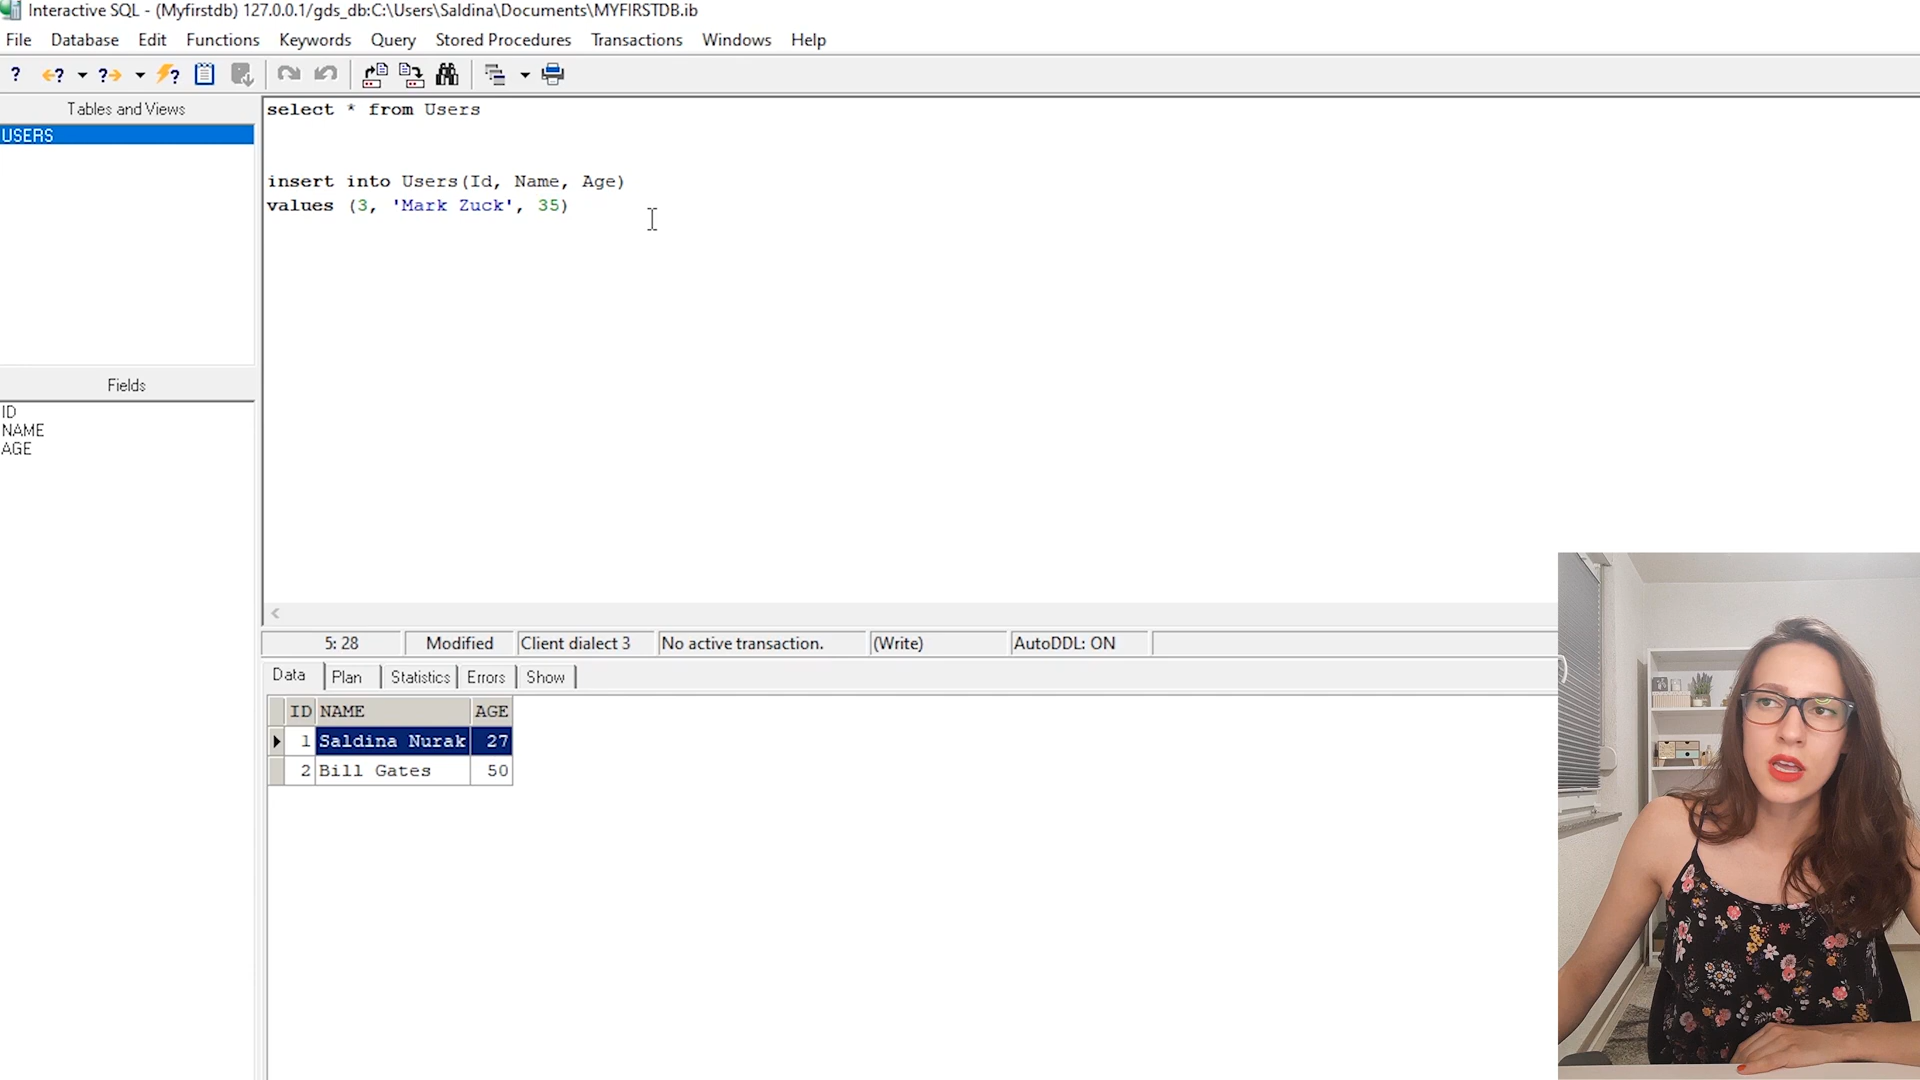 Interactive SQL - (Myfirstdb) 127.0.0.1/gds_db:C:\Users\Saldina\Documents\MYFIRSTDB.ib
File Database Edit Functions Keywords Query Stored Procedures Transactions Windows Help
Tables and Views
USERS
Fields
ID
NAME
AGE
select * from Users
insert into Users(Id, Name, Age)
values (3, 'Mark Zuck', 35)
5: 28 Modified Client dialect 3 No active transaction. (Write) AutoDDL: ON
Data Plan Statistics Errors Show
ID NAME AGE
1 Saldina Nurak 27
2 Bill Gates 50